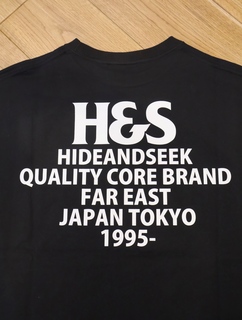 H&S
HIDEANDSEEK
QUALITY CORE BRAND
FAR EAST
JAPAN TOKYO
1995-